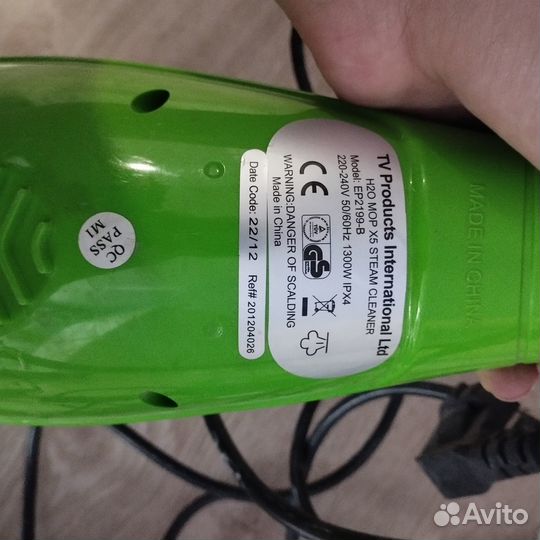 TV Products International Ltd
H2O MOP X5 STEAM CLEANER
Model: EP2199-B
220-240V 50/60Hz 1300W IPX4
CE
GS
WARNING:DANGER OF SCALDING
Made in China
Date Code: 22/12 Ref# 201204026
QC
PASS
M1
MADE IN CHINA
Avito